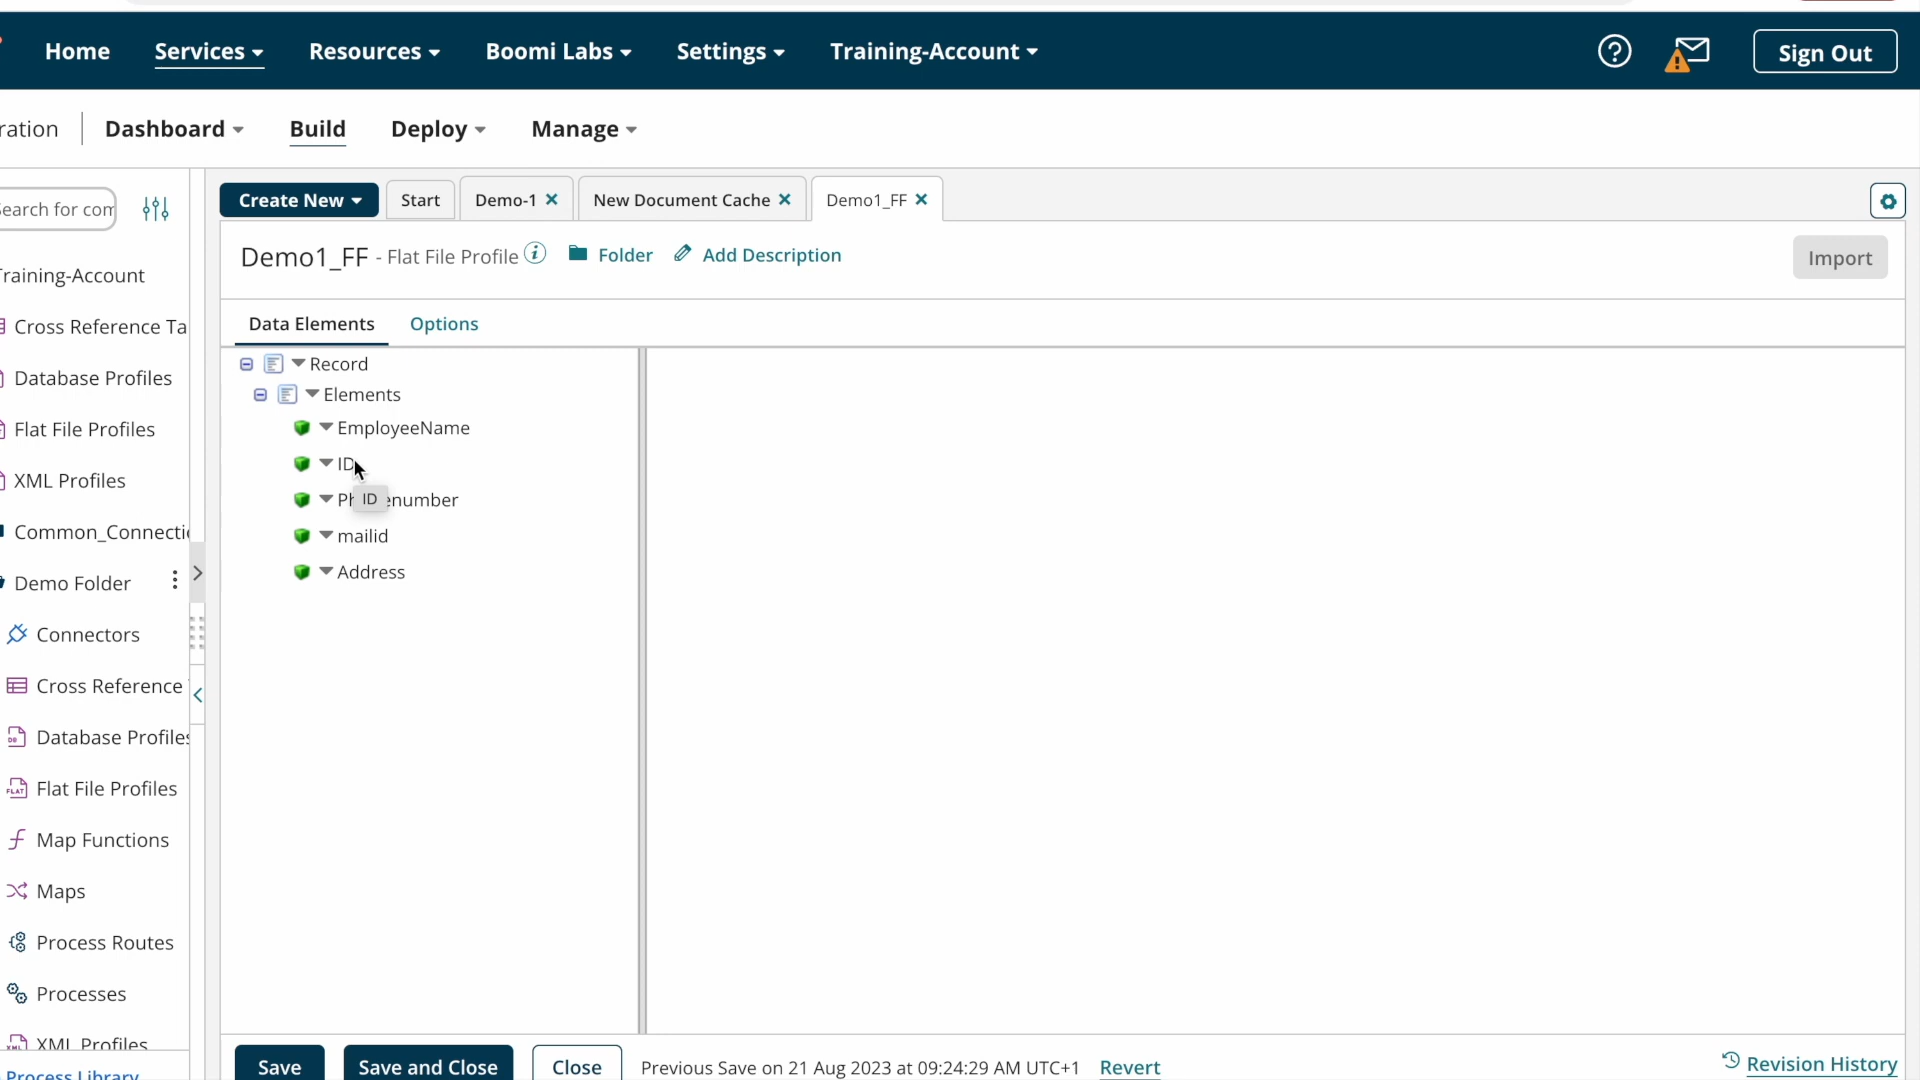 Home Services Resources Boomi Labs Settings Training-Account Sign Out
ration Dashboard Build Deploy Manage
Search for com
Create New Start Demo-1 New Document Cache Demo1_FF
Demo1_FF - Flat File Profile Folder Add Description Import
Data Elements Options
Record
Elements
EmployeeName
ID
ID
mailid
Address
Training-Account
Cross Reference Ta
Database Profiles
Flat File Profiles
XML Profiles
Common_Connecti
Demo Folder
Connectors
Cross Reference
Database Profiles
Flat File Profiles
Map Functions
Maps
Process Routes
Processes
XML Profiles
Process Library
Save Save and Close Close Previous Save on 21 Aug 2023 at 09:24:29 AM UTC+1 Revert Revision History